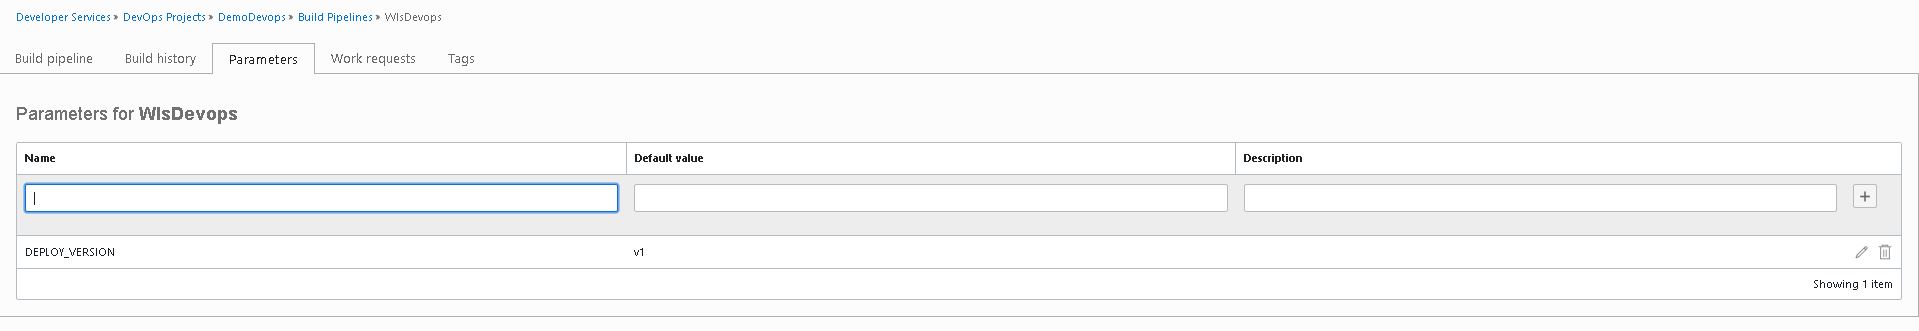 Developer Services » DevOps Projects » DemoDevops » Build Pipelines » WlsDevops
Build pipeline Build history Parameters Work requests Tags
Parameters for WlsDevops
Name Default value Description
+
DEPLOY_VERSION v1
Showing 1 item